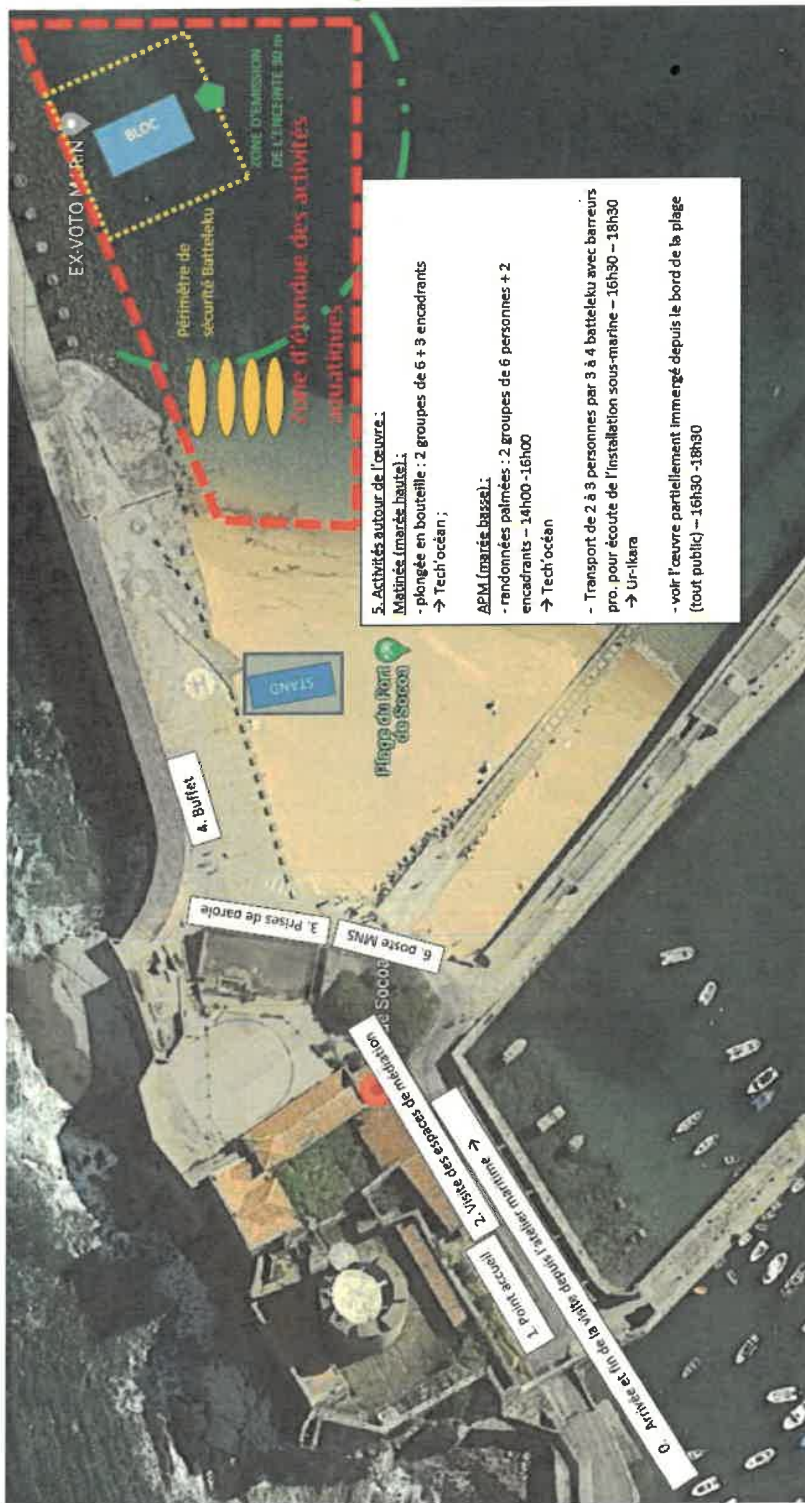 EX-VOTO MARIN
BLOC
ZONE D'EMISSION
DE L'ENCEINTE 30 m
Périmètre de
sécurité Batteleku
Zone d'étendue des activités
aquatiques
STAND
Plage du Port
de Socoa
4. Buffet
3. Prises de parole
6. poste MNS
de Socoa
2. Visite des espaces de médiation
1. Point accueil
0. Arrivée et fin de la visite depuis l'atelier maritime →
5. Activités autour de l'œuvre :
Matinée (marée haute) :
- plongée en bouteille : 2 groupes de 6 + 3 encadrants
→ Tech'océan ;
APM (marée basse) :
- randonnées palmées : 2 groupes de 6 personnes + 2
encadrants – 14h00 -16h00
→ Tech'océan
- Transport de 2 à 3 personnes par 3 à 4 batteleku avec barreurs
pro. pour écoute de l'installation sous-marine – 16h30 – 18h30
→ Ur-Ikara
- voir l'œuvre partiellement immergé depuis le bord de la plage
(tout public) – 16h30 -18h30